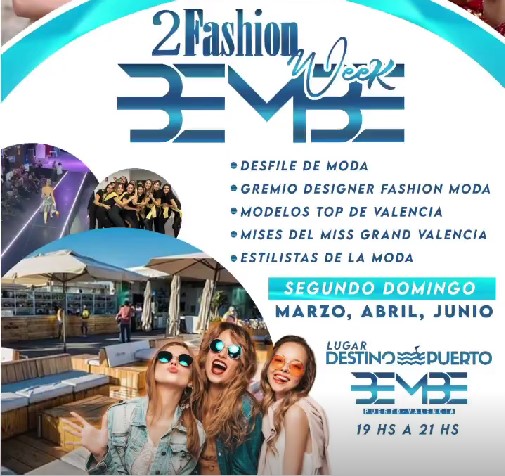 2Fashion
Week
BEMBE
• DESFILE DE MODA
• GREMIO DESIGNER FASHION MODA
• MODELOS TOP DE VALENCIA
• MISES DEL MISS GRAND VALENCIA
• ESTILISTAS DE LA MODA
SEGUNDO DOMINGO
MARZO, ABRIL, JUNIO
LUGAR
DESTINO PUERTO
BEMBE
PUERTO-VALENCIA
19 HS A 21 HS